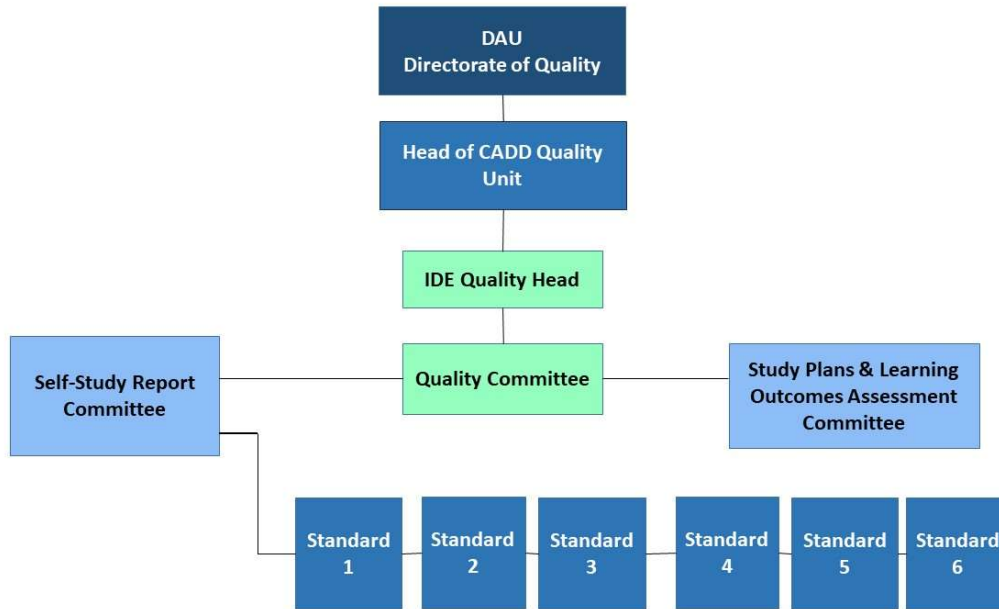 DAU
Directorate of Quality
Head of CADD Quality
Unit
IDE Quality Head
Self-Study Report
Committee
Quality Committee
Study Plans & Learning
Outcomes Assessment
Committee
Standard
1
Standard
2
Standard
3
Standard
4
Standard
5
Standard
6